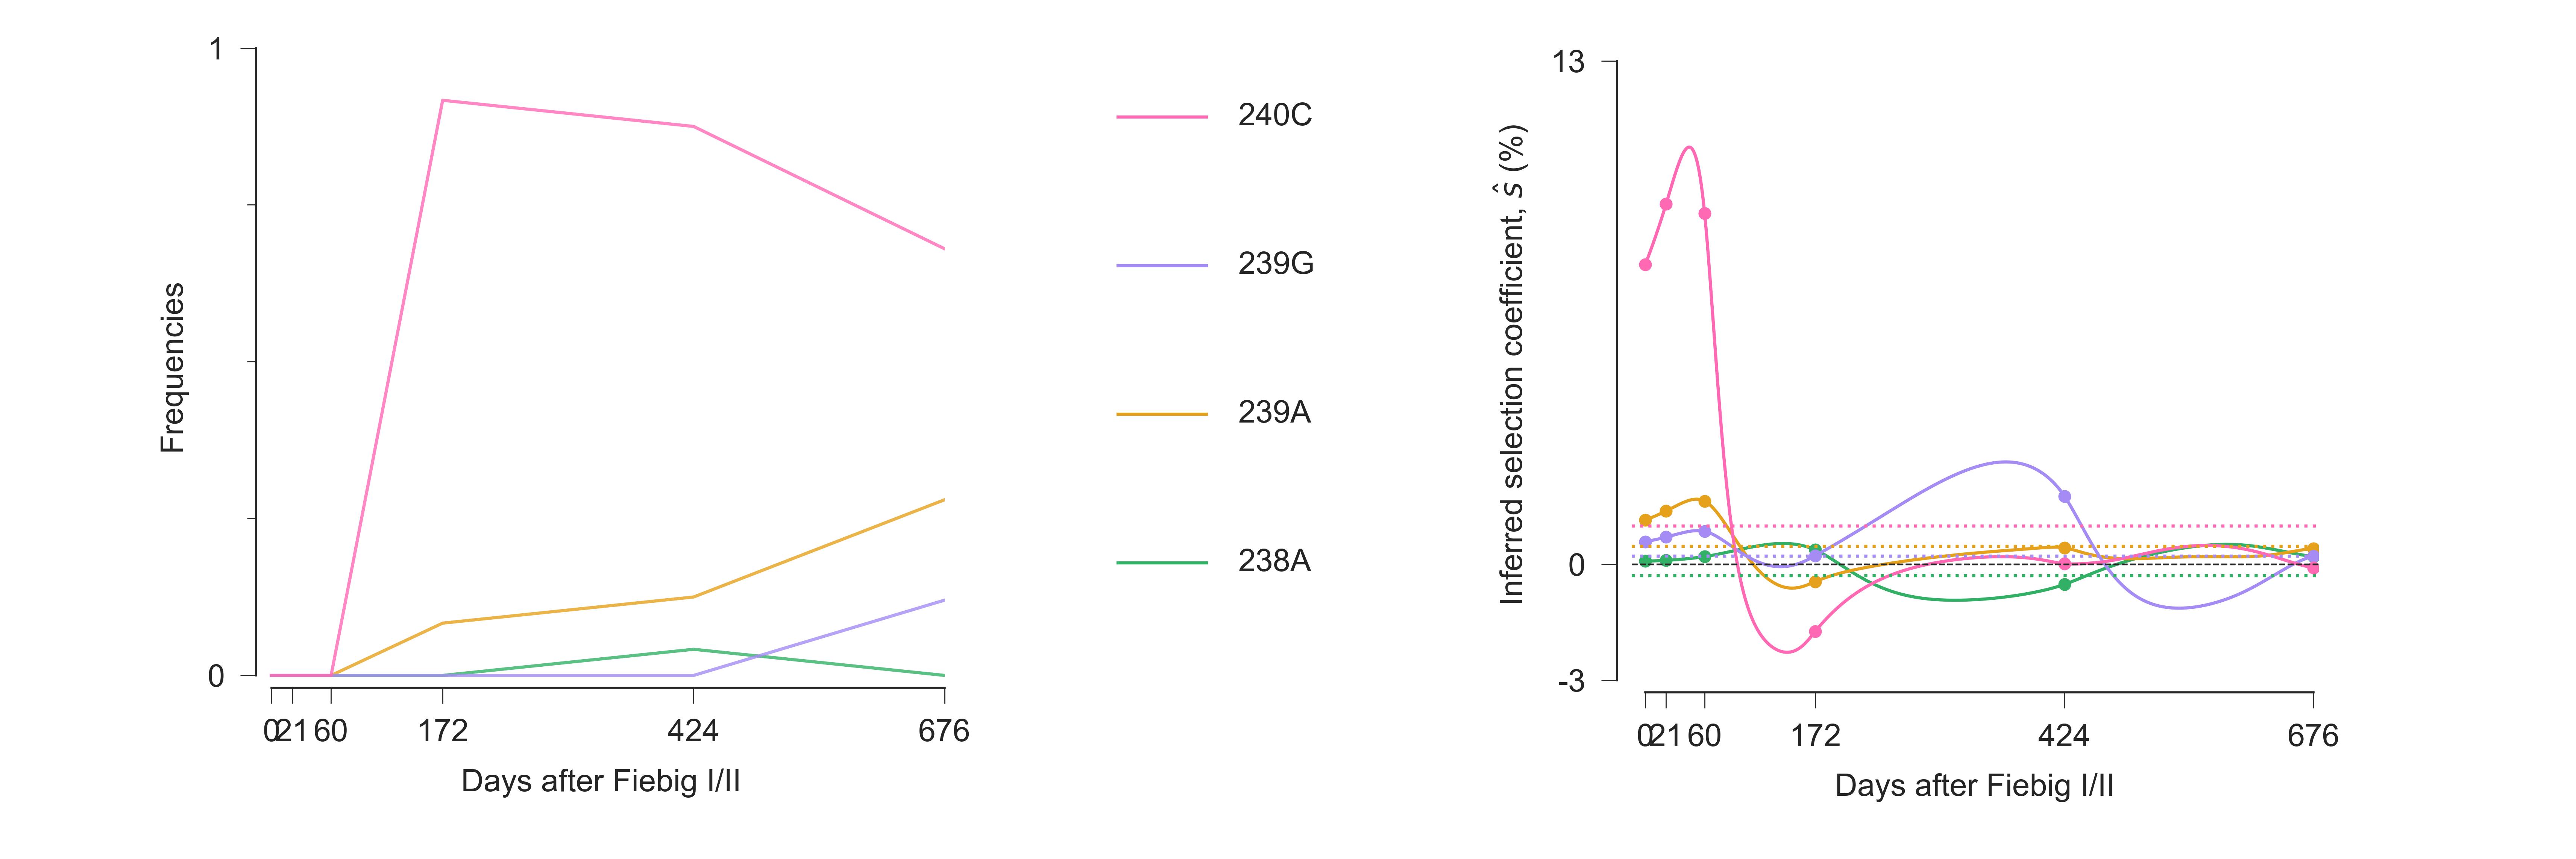 1
0
Frequencies
0 21 60 172 424 676
Days after Fiebig I/II
240C
239G
239A
238A
13
0
-3
Inferred selection coefficient, ŝ (%)
0 21 60 172 424 676
Days after Fiebig I/II